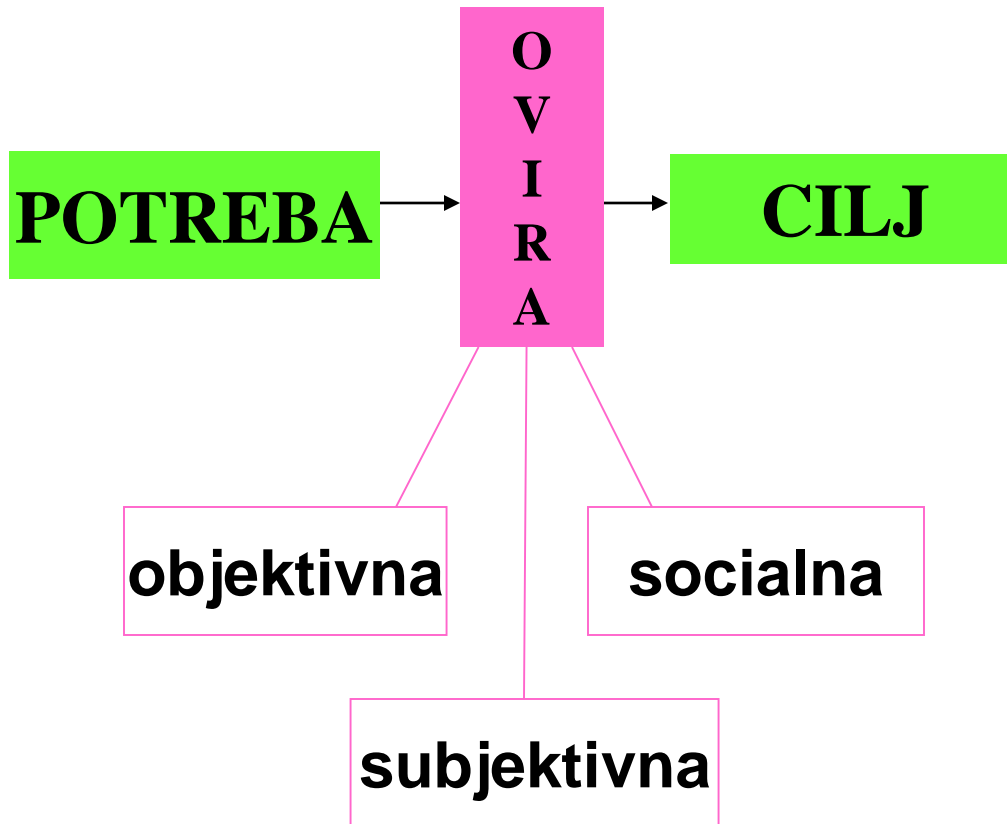 POTREBA
O
V
I
R
A
CILJ
objektivna
socialna
subjektivna